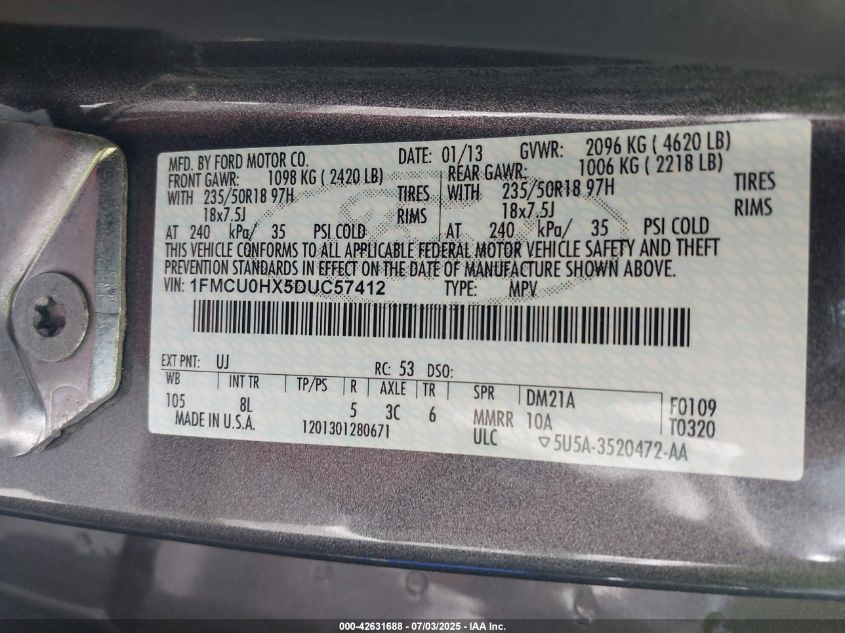 MFD. BY FORD MOTOR CO. DATE: 01/13 GVWR: 2096 KG ( 4620 LB)
FRONT GAWR: 1098 KG ( 2420 LB) REAR GAWR: 1006 KG ( 2218 LB)
WITH 235/50R18 97H TIRES WITH 235/50R18 97H TIRES
18x7.5J RIMS 18x7.5J RIMS
AT 240 kPa/ 35 PSI COLD AT 240 kPa/ 35 PSI COLD
THIS VEHICLE CONFORMS TO ALL APPLICABLE FEDERAL MOTOR VEHICLE SAFETY AND THEFT
PREVENTION STANDARDS IN EFFECT ON THE DATE OF MANUFACTURE SHOWN ABOVE.
VIN: 1FMCU0HX5DUC57412 TYPE: MPV
EXT PNT: UJ RC: 53 DSO:
WB INT TR TP/PS R AXLE TR SPR DM21A F0109
105 8L 5 3C 6 MMRR 10A T0320
MADE IN U.S.A. 1201301280671 ULC ▽5U5A-3520472-AA
000-42631688 - 07/03/2025 - IAA Inc.